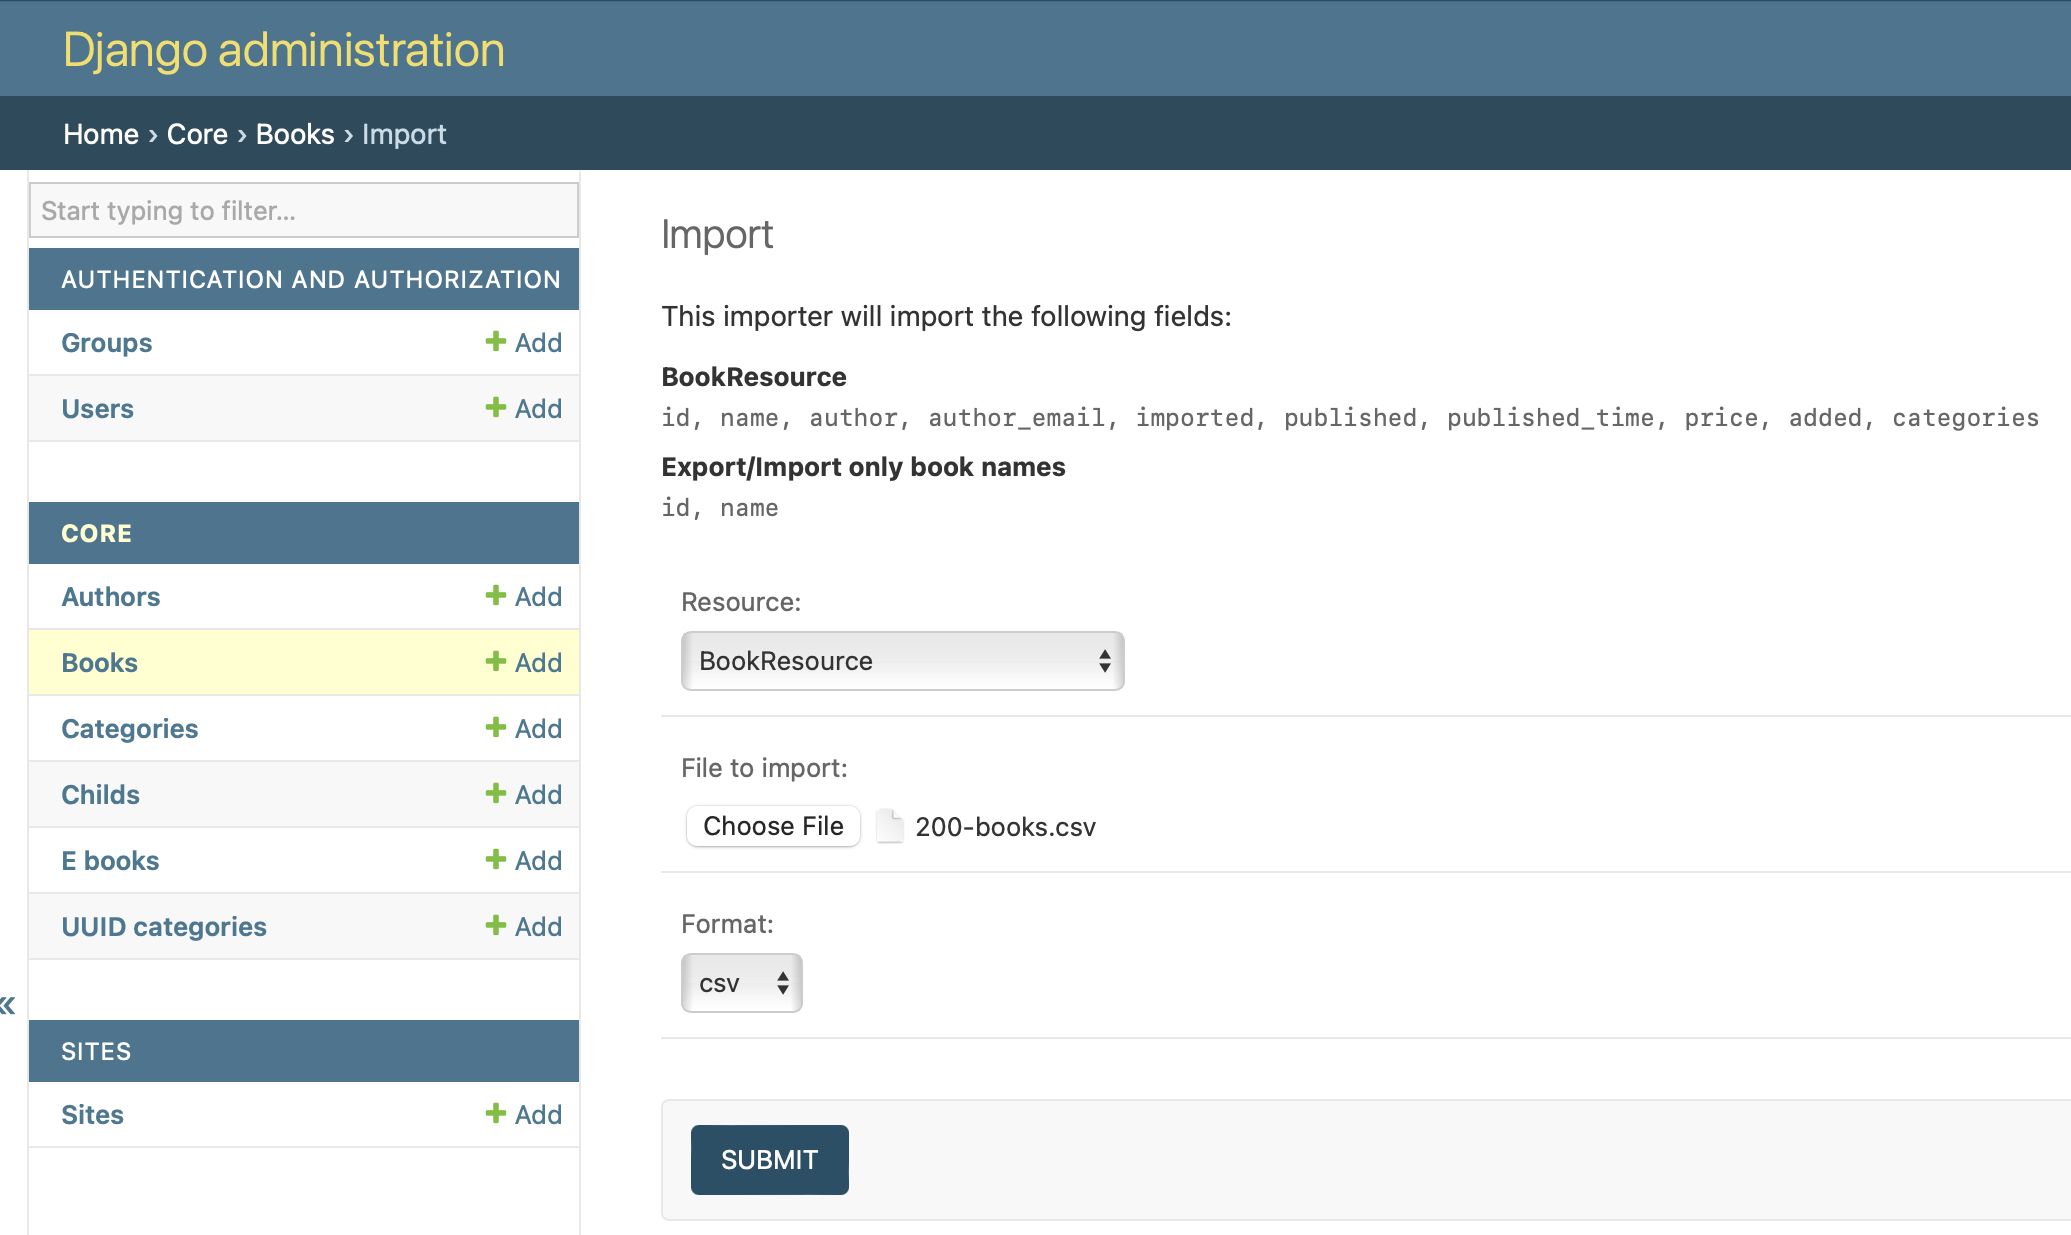 Django administration
Home › Core › Books › Import
Start typing to filter...
AUTHENTICATION AND AUTHORIZATION
Groups + Add
Users + Add
CORE
Authors + Add
Books + Add
Categories + Add
Childs + Add
E books + Add
UUID categories + Add
«
SITES
Sites + Add
Import
This importer will import the following fields:
BookResource
id, name, author, author_email, imported, published, published_time, price, added, categories
Export/Import only book names
id, name
Resource:
BookResource
File to import:
Choose File 200-books.csv
Format:
csv
SUBMIT